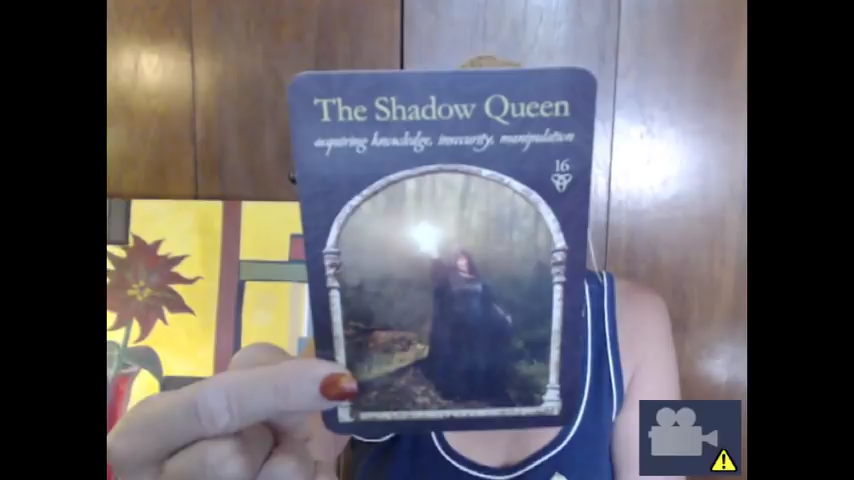 The Shadow Queen
acquiring knowledge, insecurity, manipulation
16